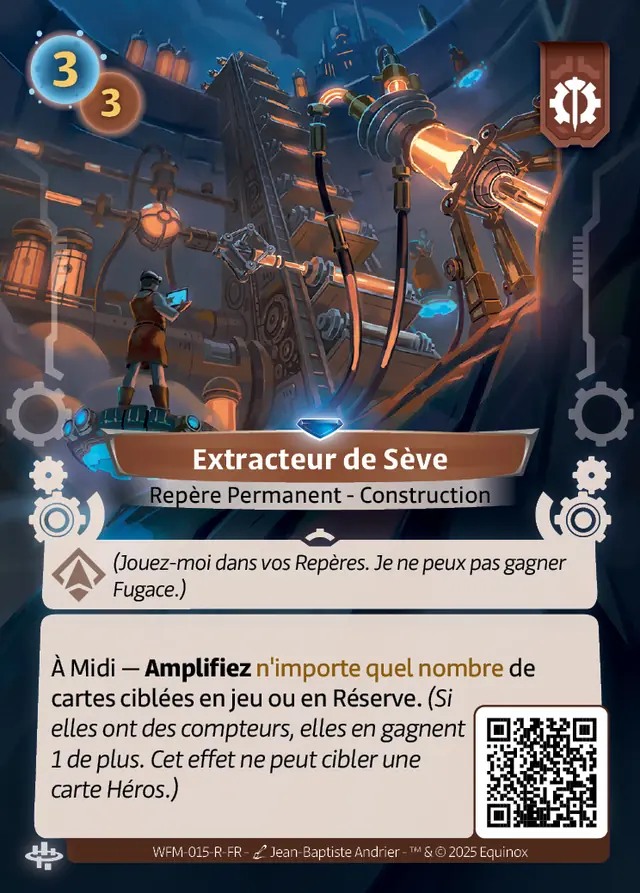 3
3
Extracteur de Sève
Repère Permanent - Construction
(Jouez-moi dans vos Repères. Je ne peux pas gagner
Fugace.)
À Midi — Amplifiez n'importe quel nombre de
cartes ciblées en jeu ou en Réserve. (Si
elles ont des compteurs, elles en gagnent
1 de plus. Cet effet ne peut cibler une
carte Héros.)
WFM-015-R-FR - Jean-Baptiste Andrier - ™ & © 2025 Equinox